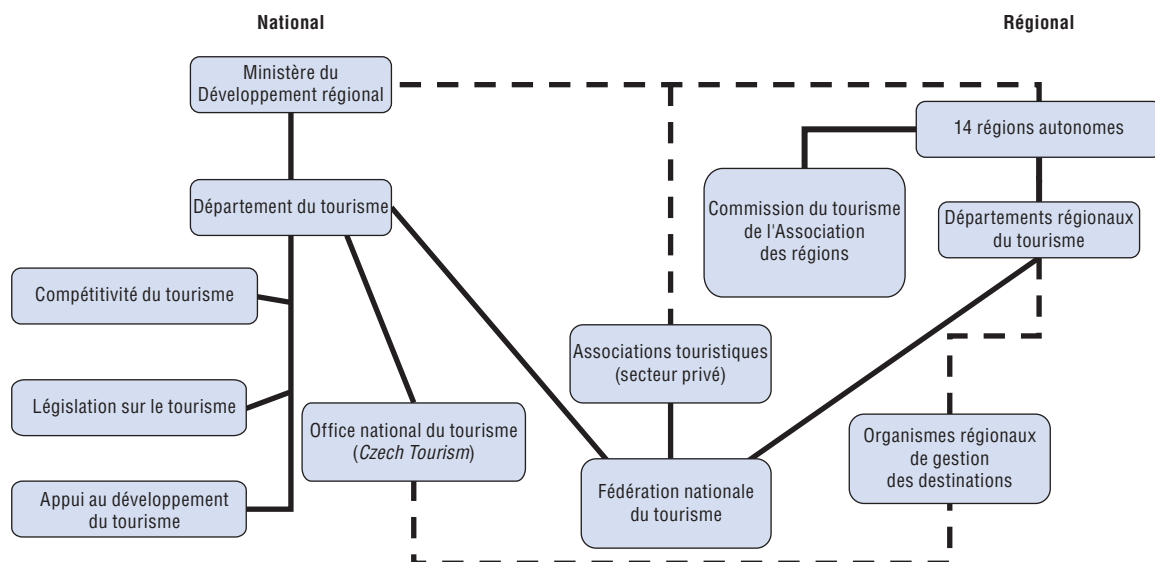 National
Régional
Ministère du
Développement régional
14 régions autonomes
Département du tourisme
Commission du tourisme
de l'Association
des régions
Départements régionaux
du tourisme
Compétitivité du tourisme
Associations touristiques
(secteur privé)
Législation sur le tourisme
Office national du tourisme
(Czech Tourism)
Organismes régionaux
de gestion
des destinations
Fédération nationale
du tourisme
Appui au développement
du tourisme